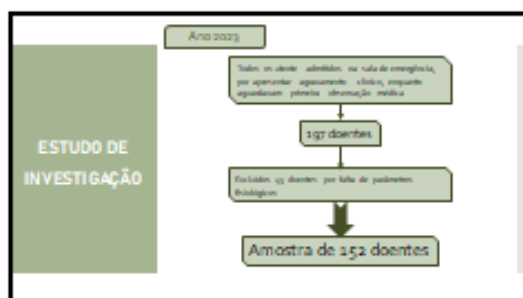 Ano 2023
Todos os utente admitidos na sala de emergência,
por apresentar agravamento clínico, enquanto
aguardavam primeira observação médica
ESTUDO DE
INVESTIGAÇÃO
197 doentes
Excluídos 45 doentes por falta de parâmetros
fisiológicos
Amostra de 152 doentes